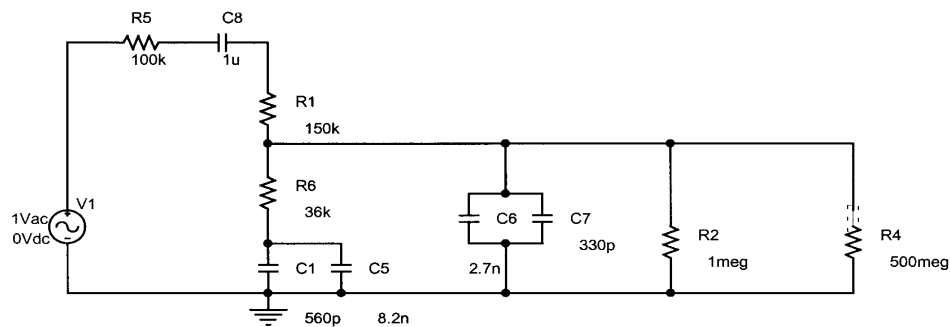 R5
C8
100k
1u
R1
150k
R6
36k
V1
1Vac
0Vdc
C6
C7
330p
R2
1meg
R4
500meg
C1
C5
2.7n
560p
8.2n